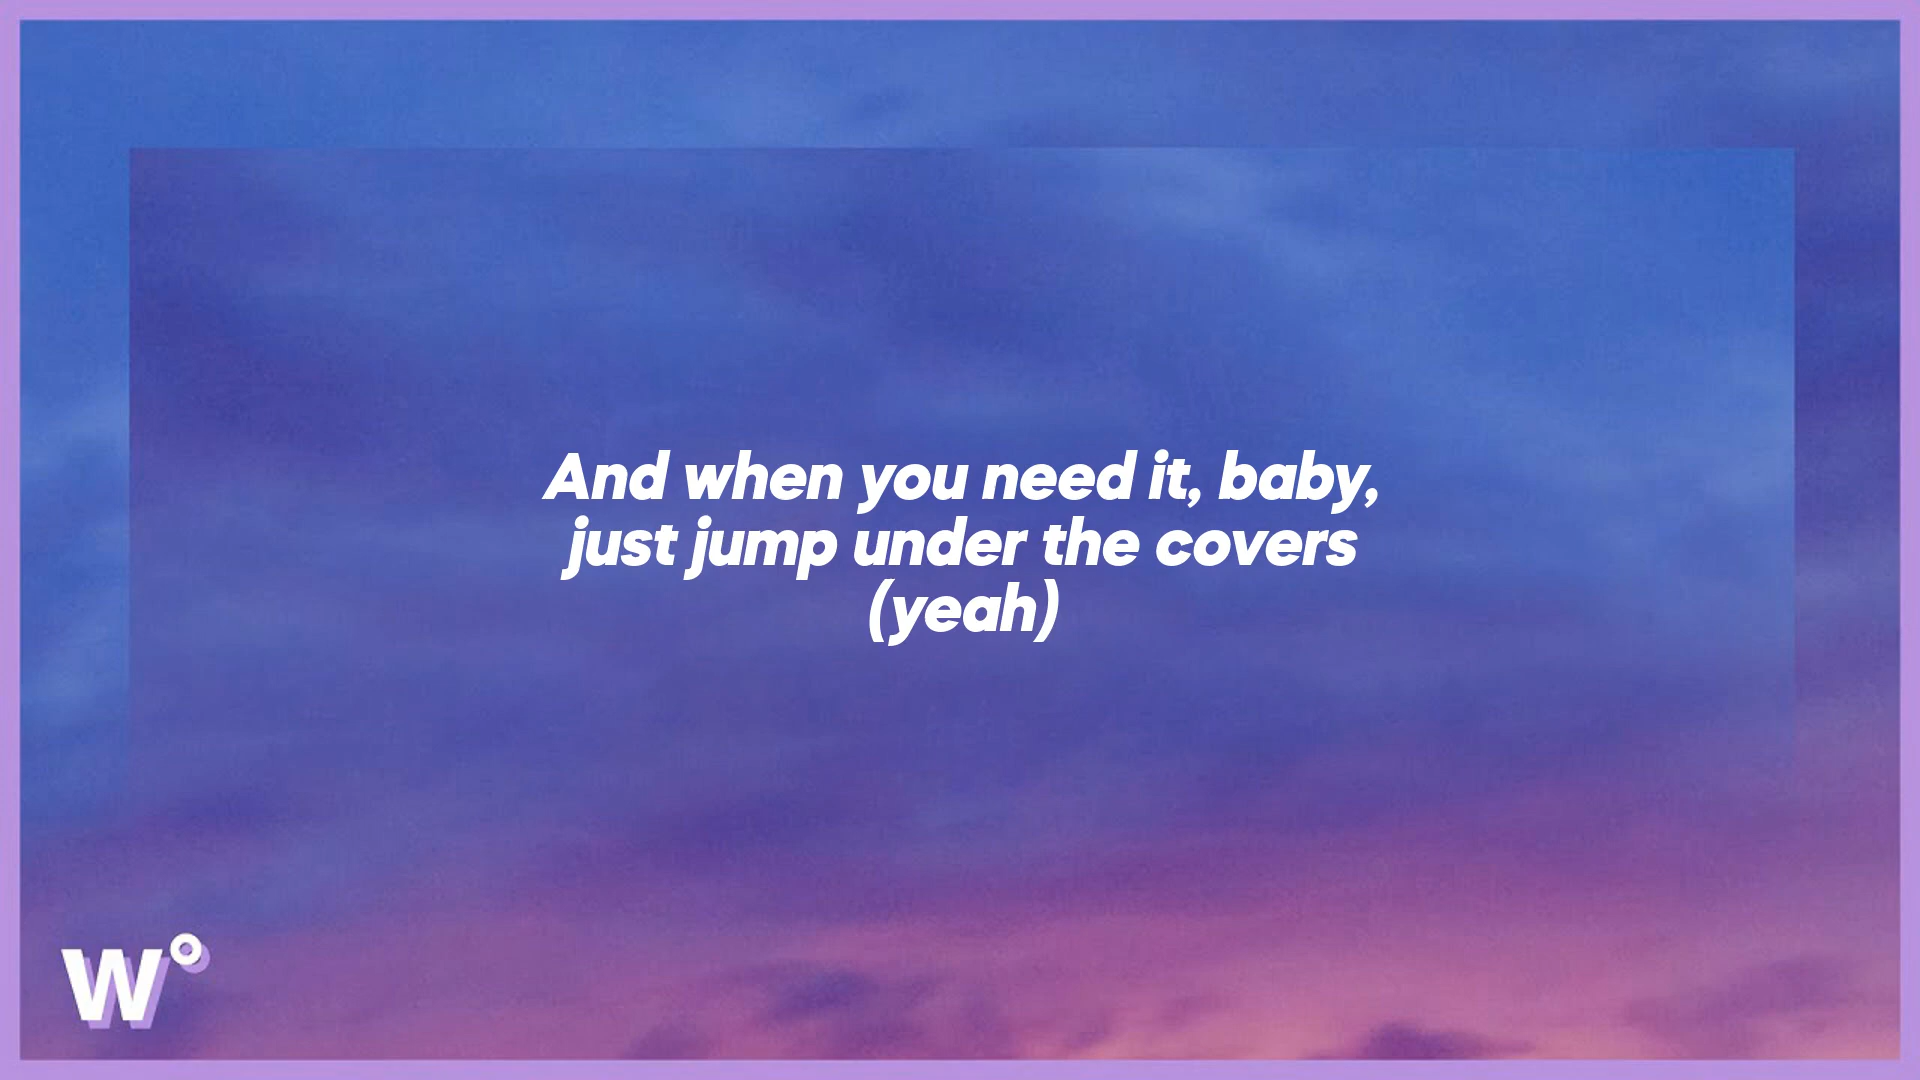 And when you need it, baby,
just jump under the covers
(yeah)
W°